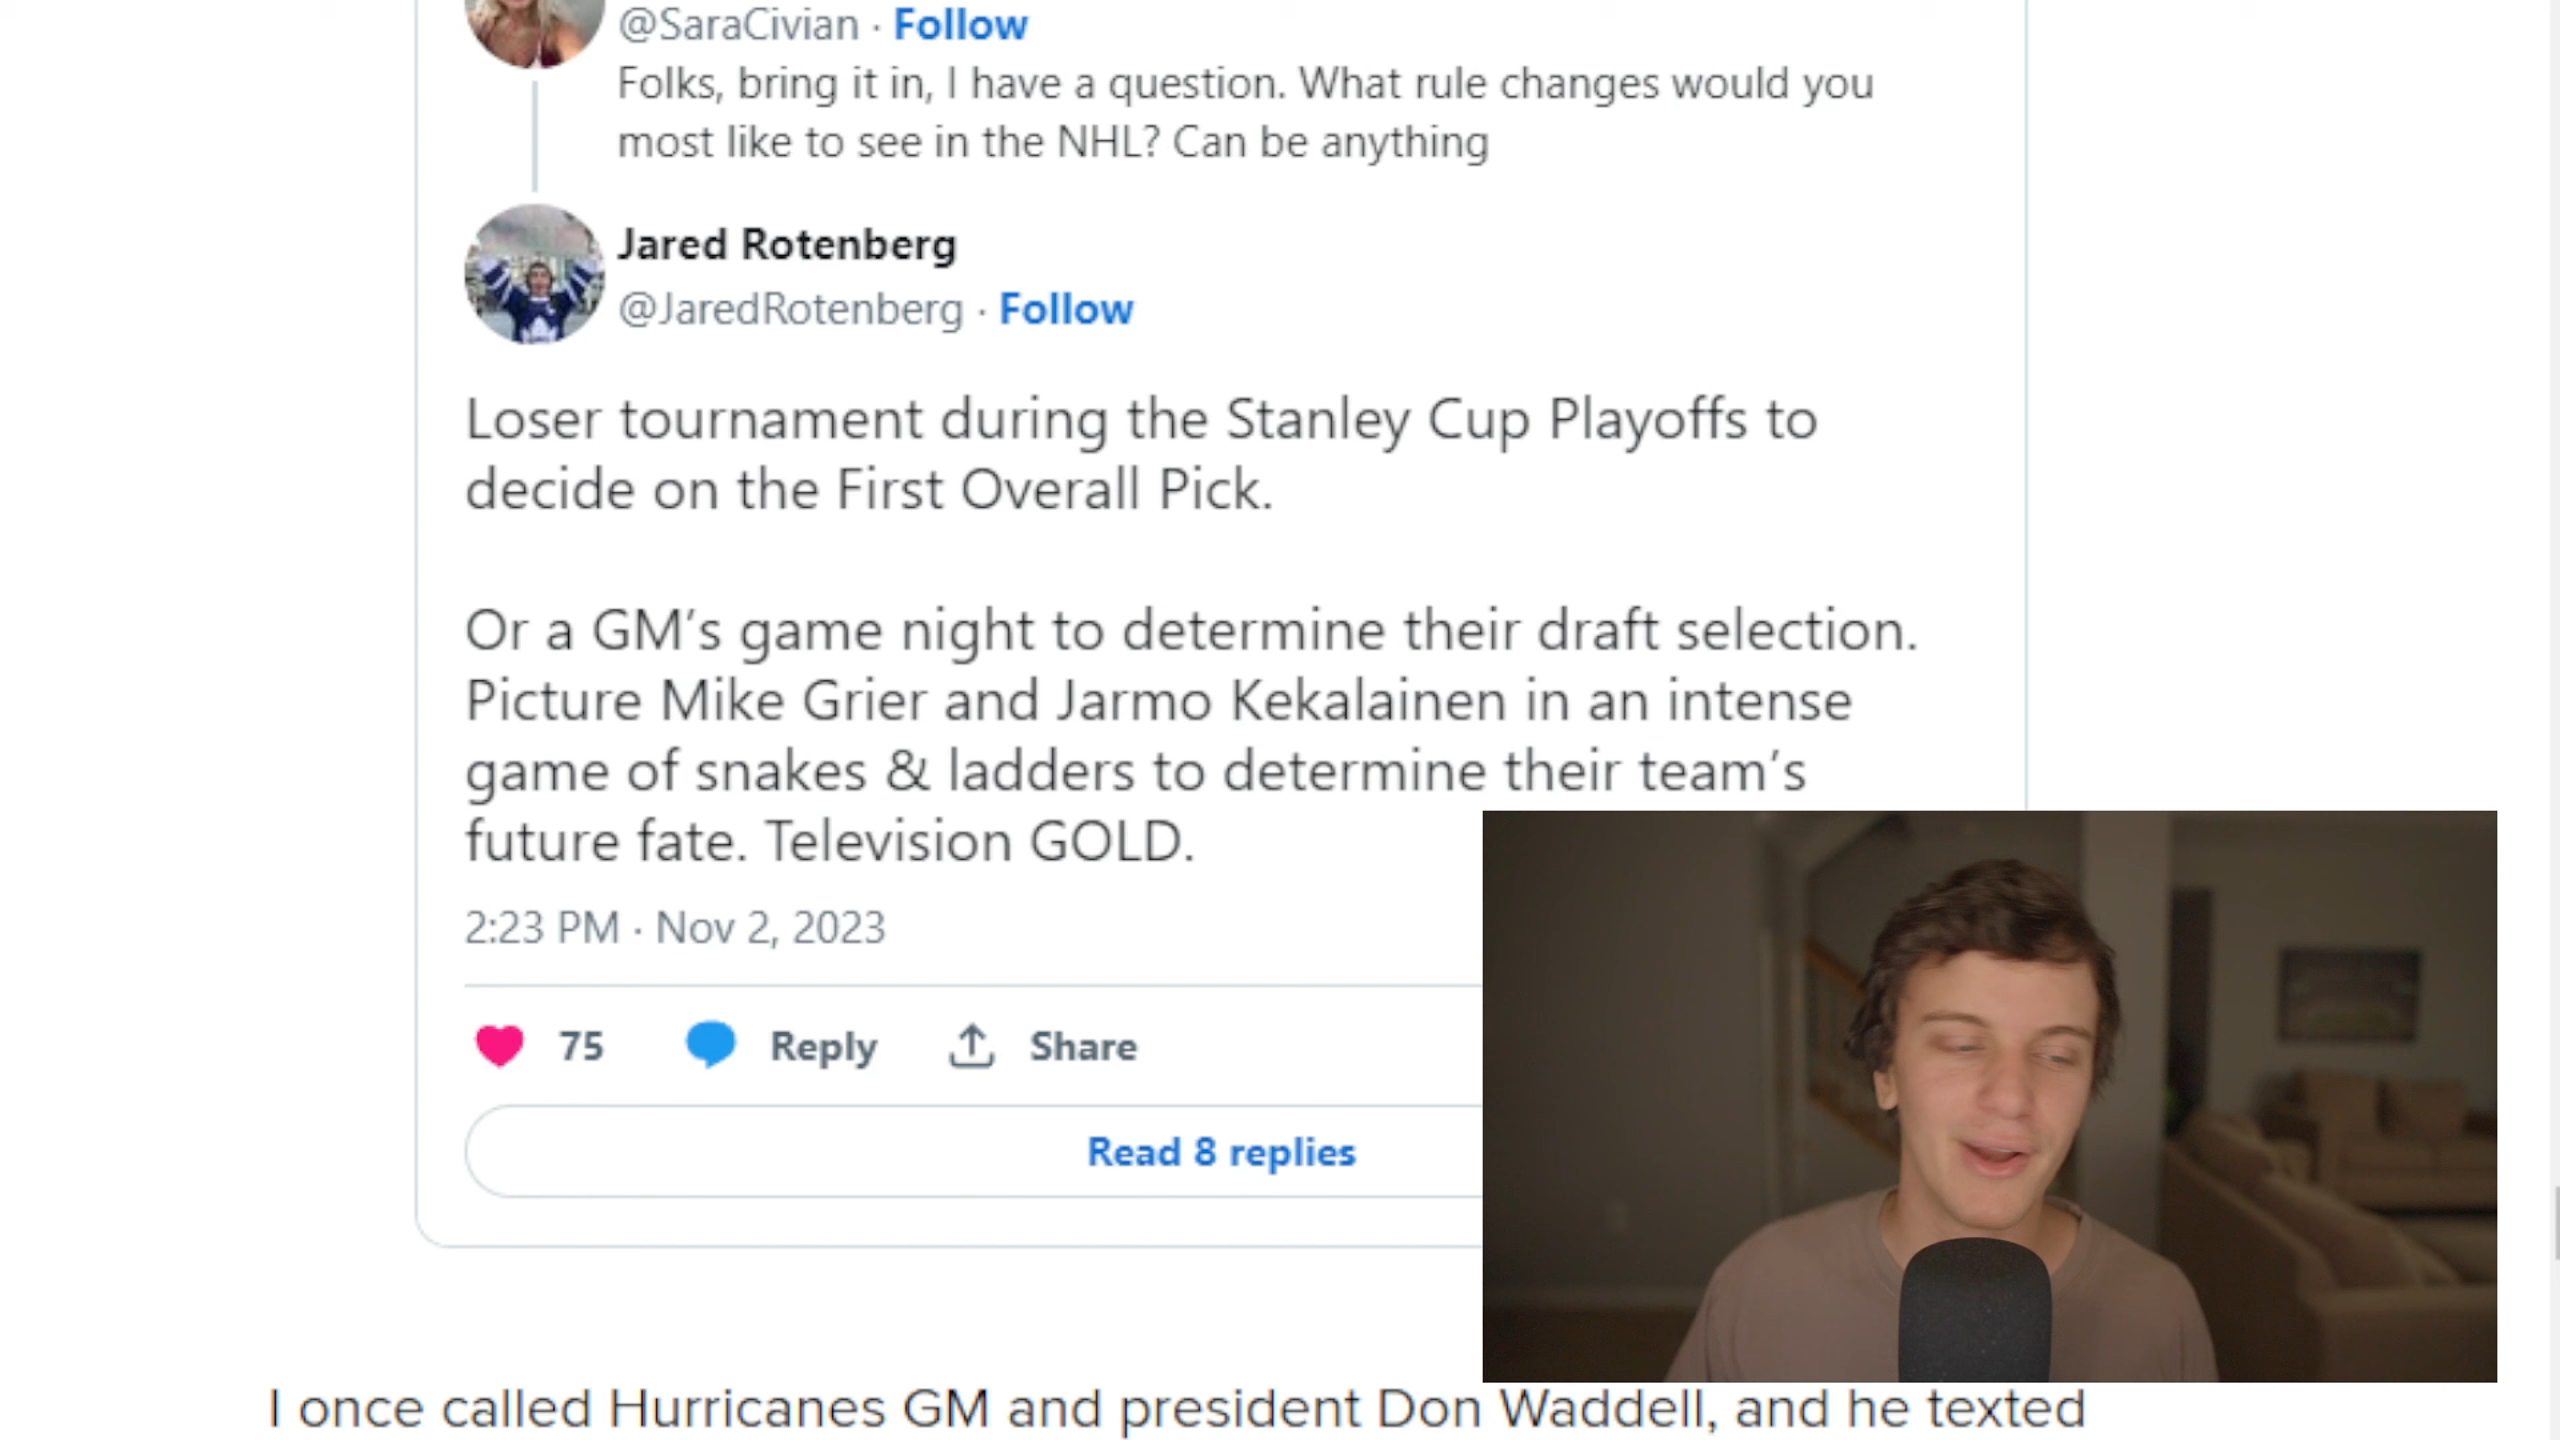 @SaraCivian · Follow
Folks, bring it in, I have a question. What rule changes would you
most like to see in the NHL? Can be anything
Jared Rotenberg
@JaredRotenberg · Follow
Loser tournament during the Stanley Cup Playoffs to
decide on the First Overall Pick.
Or a GM’s game night to determine their draft selection.
Picture Mike Grier and Jarmo Kekalainen in an intense
game of snakes & ladders to determine their team’s
future fate. Television GOLD.
2:23 PM · Nov 2, 2023
75 Reply Share
Read 8 replies
I once called Hurricanes GM and president Don Waddell, and he texted